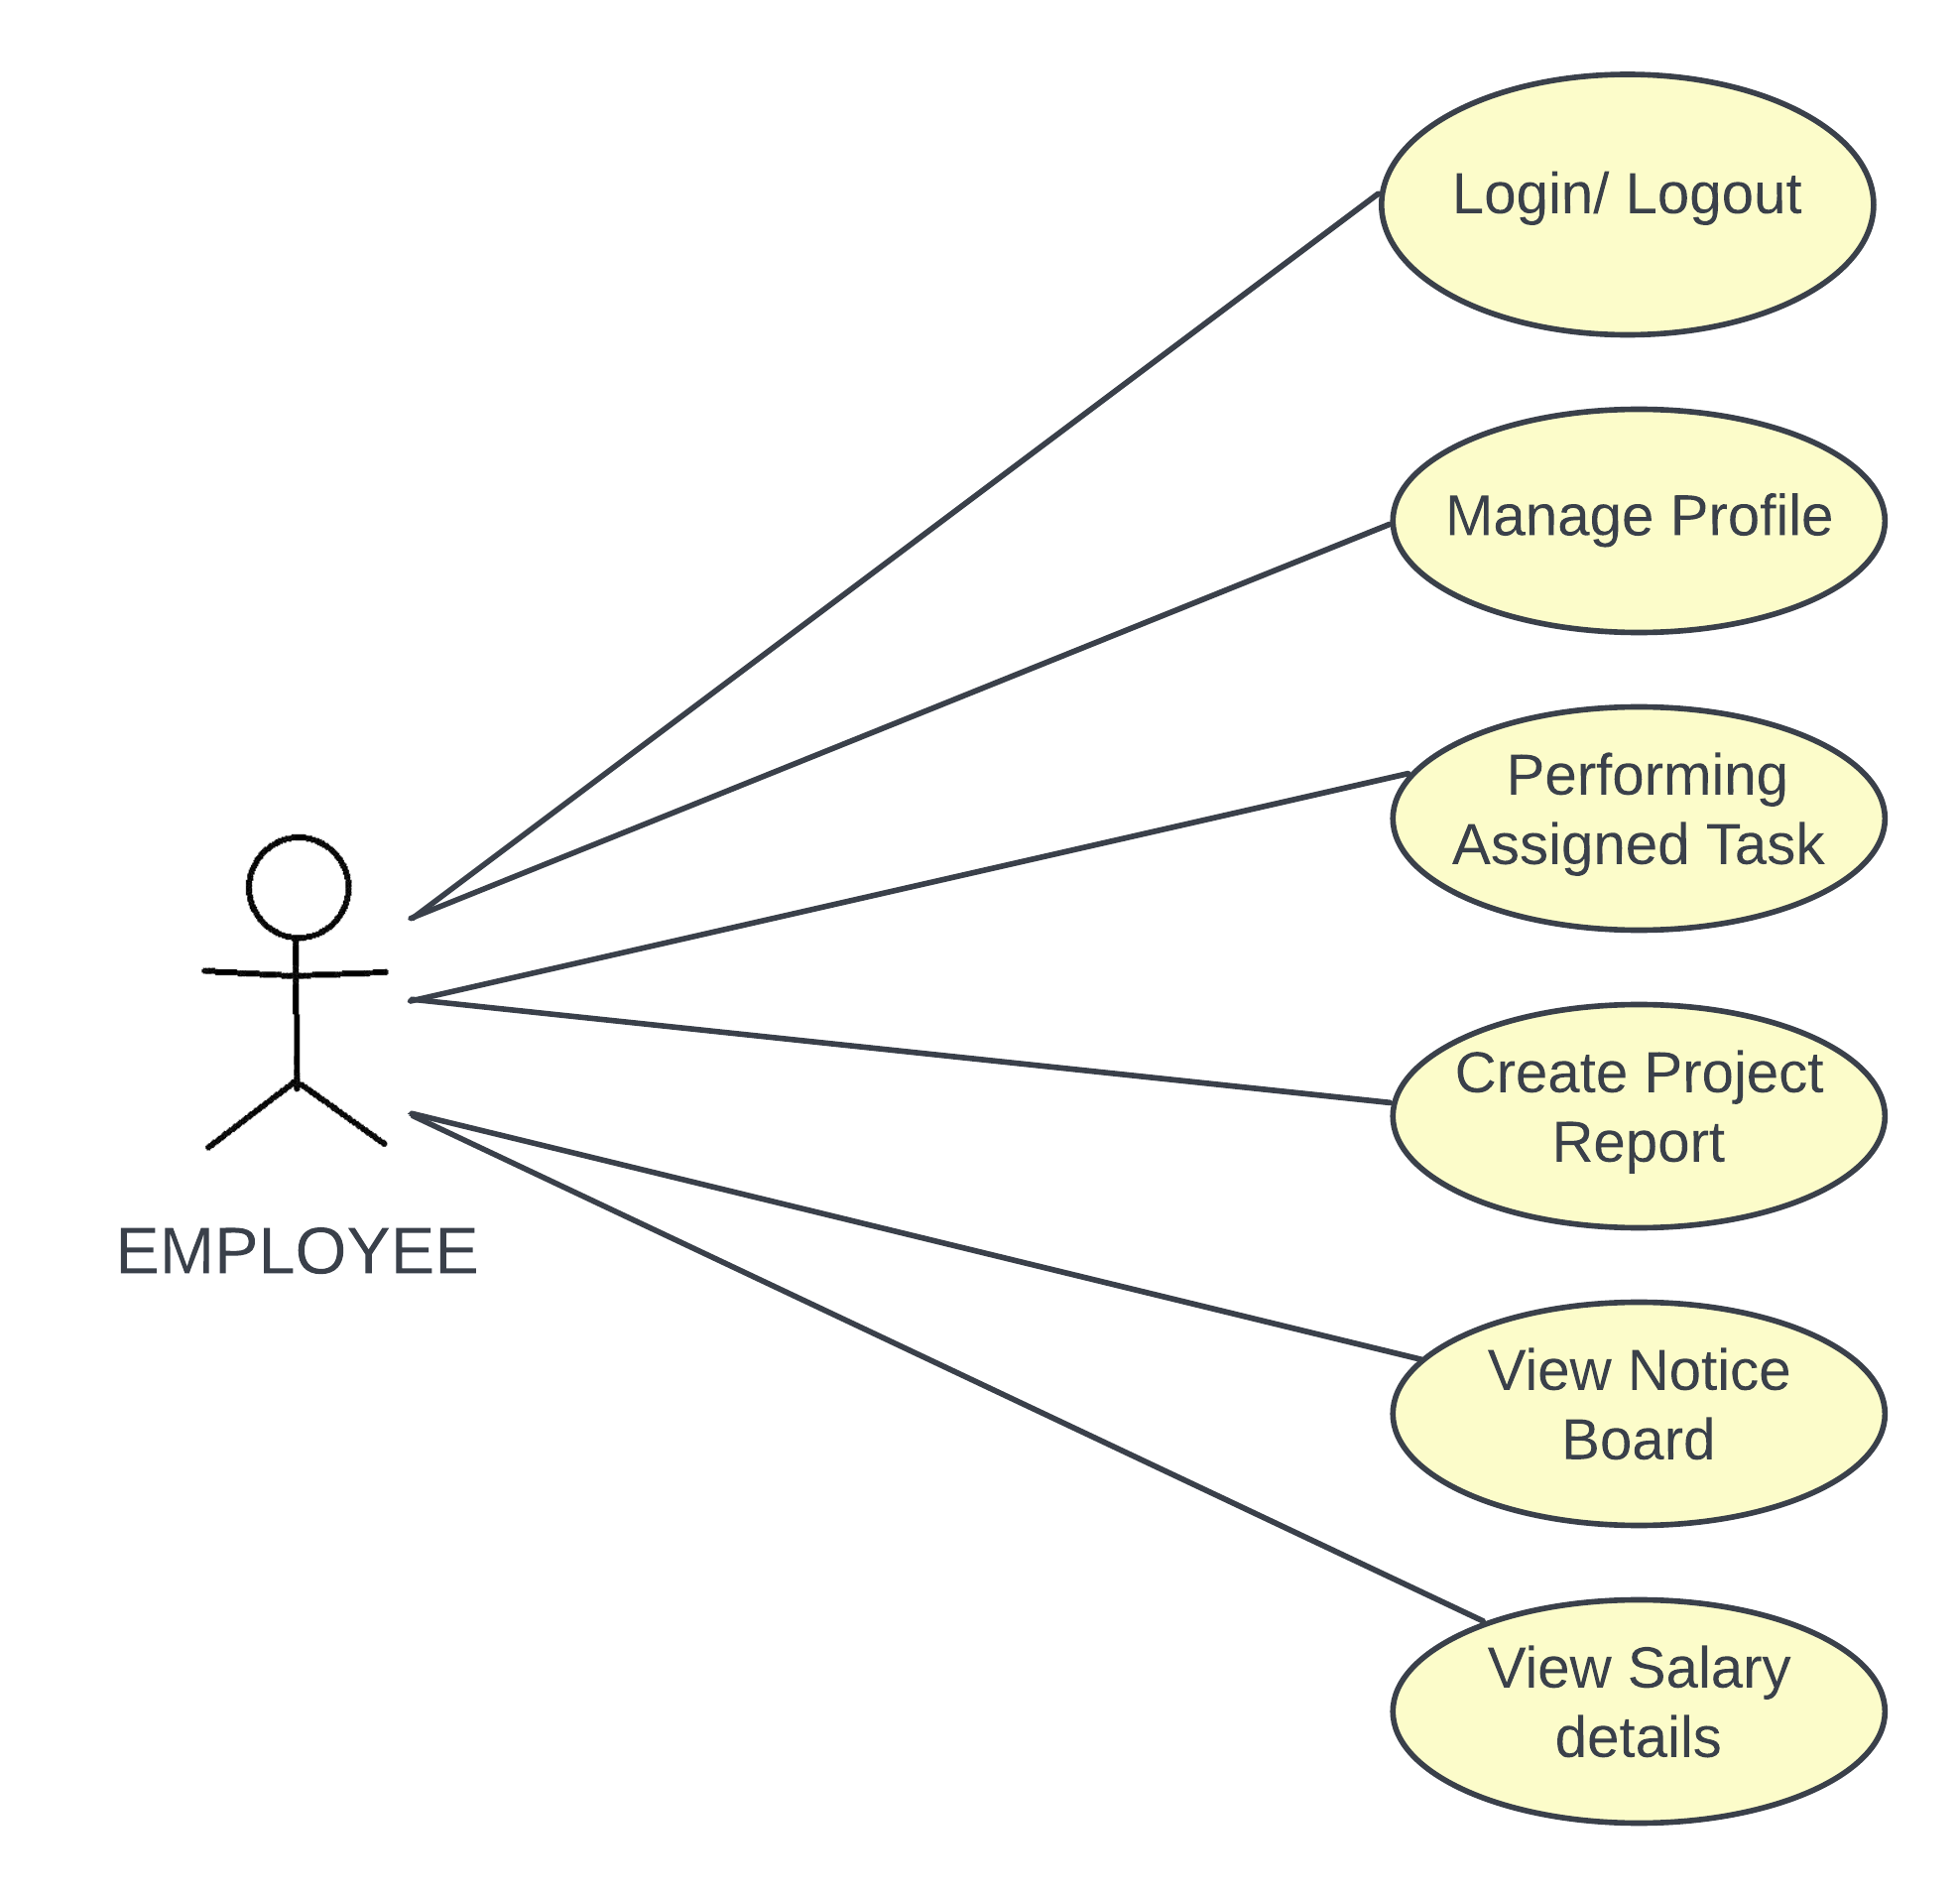 Login/ Logout
Manage Profile
Performing
Assigned Task
Create Project
Report
EMPLOYEE
View Notice
Board
View Salary
details